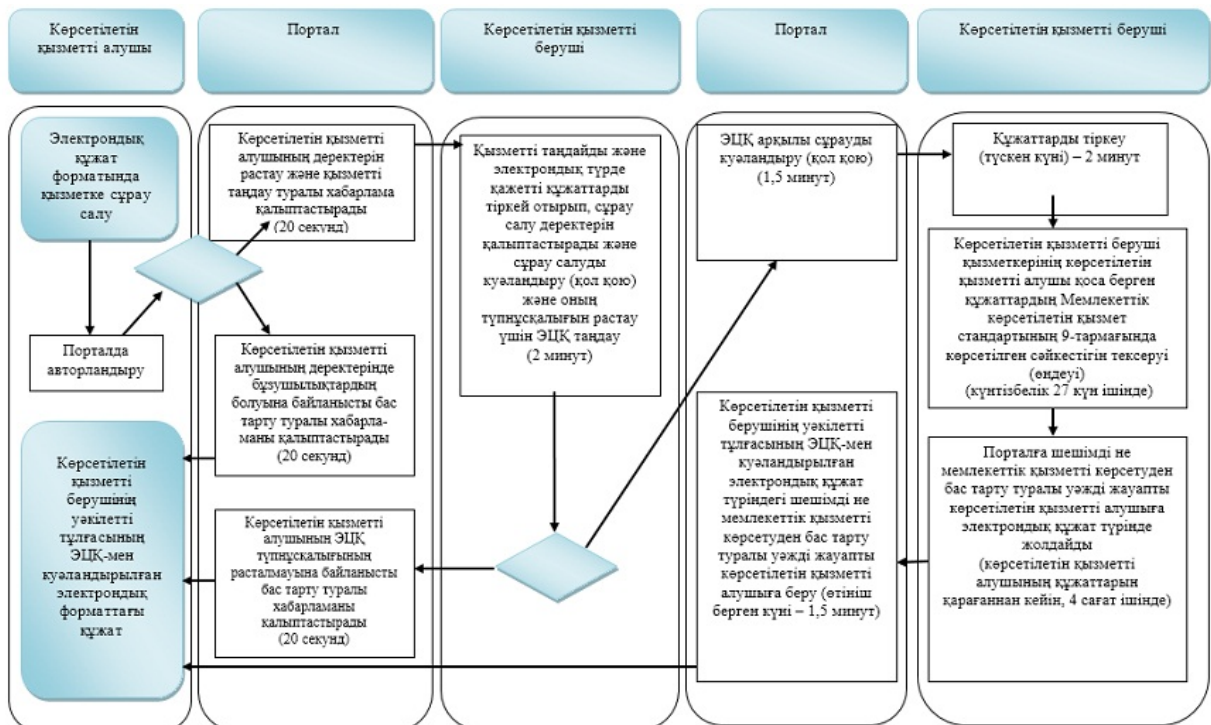 Көрсетілетін
қызметті алушы
Портал
Көрсетілетін қызметті
беруші
Портал
Көрсетілетін қызметті беруші
Электрондық
құжат
форматында
қызметке сұрау
салу
Порталда
авторландыру
Көрсетілетін
қызметті
берушінің
уәкілетті
тұлғасының
ЭЦҚ-мен
куәландырылған
электрондық
форматтағы
құжат
Көрсетілетін қызметті
алушының деректерін
растау және қызметті
таңдау туралы хабарлама
қалыптастырады
(20 секунд)
Көрсетілетін қызметті
алушының деректерінде
бұзушылықтардың
болуына байланысты бас
тарту туралы хабарла-
маны қалыптастырады
(20 секунд)
Көрсетілетін қызметті
алушының ЭЦҚ
түпнұсқалығының
расталмауына байланысты
бас тарту туралы
хабарламаны
қалыптастырады
(20 секунд)
Қызметті таңдайды және
электрондық түрде
қажетті құжаттарды
тіркей отырып, сұрау
салу деректерін
қалыптастырады және
сұрау салуды
куәландыру (қол қою)
және оның
түпнұсқалығын растау
үшін ЭЦҚ таңдау
(2 минут)
ЭЦҚ арқылы сұрауды
куәландыру (қол қою)
(1,5 минут)
Көрсетілетін қызметті
берушінің уәкілетті
тұлғасының ЭЦҚ-мен
куәландырылған
электрондық құжат
түріндегі шешімді не
мемлекеттік қызметті
көрсетуден бас тарту
туралы уәжді жауапты
көрсетілетін қызметті
алушыға беру (өтініш
берген күні – 1,5 минут)
Құжаттарды тіркеу
(түскен күні) – 2 минут
Көрсетілетін қызметті беруші
қызметкерінің көрсетілетін
қызметті алушы қоса берген
құжаттардың Мемлекеттік
көрсетілетін қызмет
стандартының 9-тармағында
көрсетілген сәйкестігін тексеруі
(өңдеуі)
(күнтізбелік 27 күн ішінде)
Порталға шешімді не
мемлекеттік қызметті көрсетуден
бас тарту туралы уәжді жауапты
көрсетілетін қызметті алушыға
электрондық құжат түрінде
жолдайды
(көрсетілетін қызметті
алушының құжаттарын
қарағаннан кейін, 4 сағат ішінде)